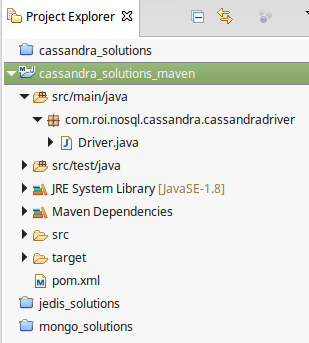 Project Explorer
cassandra_solutions
cassandra_solutions_maven
src/main/java
com.roi.nosql.cassandra.cassandradriver
Driver.java
src/test/java
JRE System Library [JavaSE-1.8]
Maven Dependencies
src
target
pom.xml
jedis_solutions
mongo_solutions